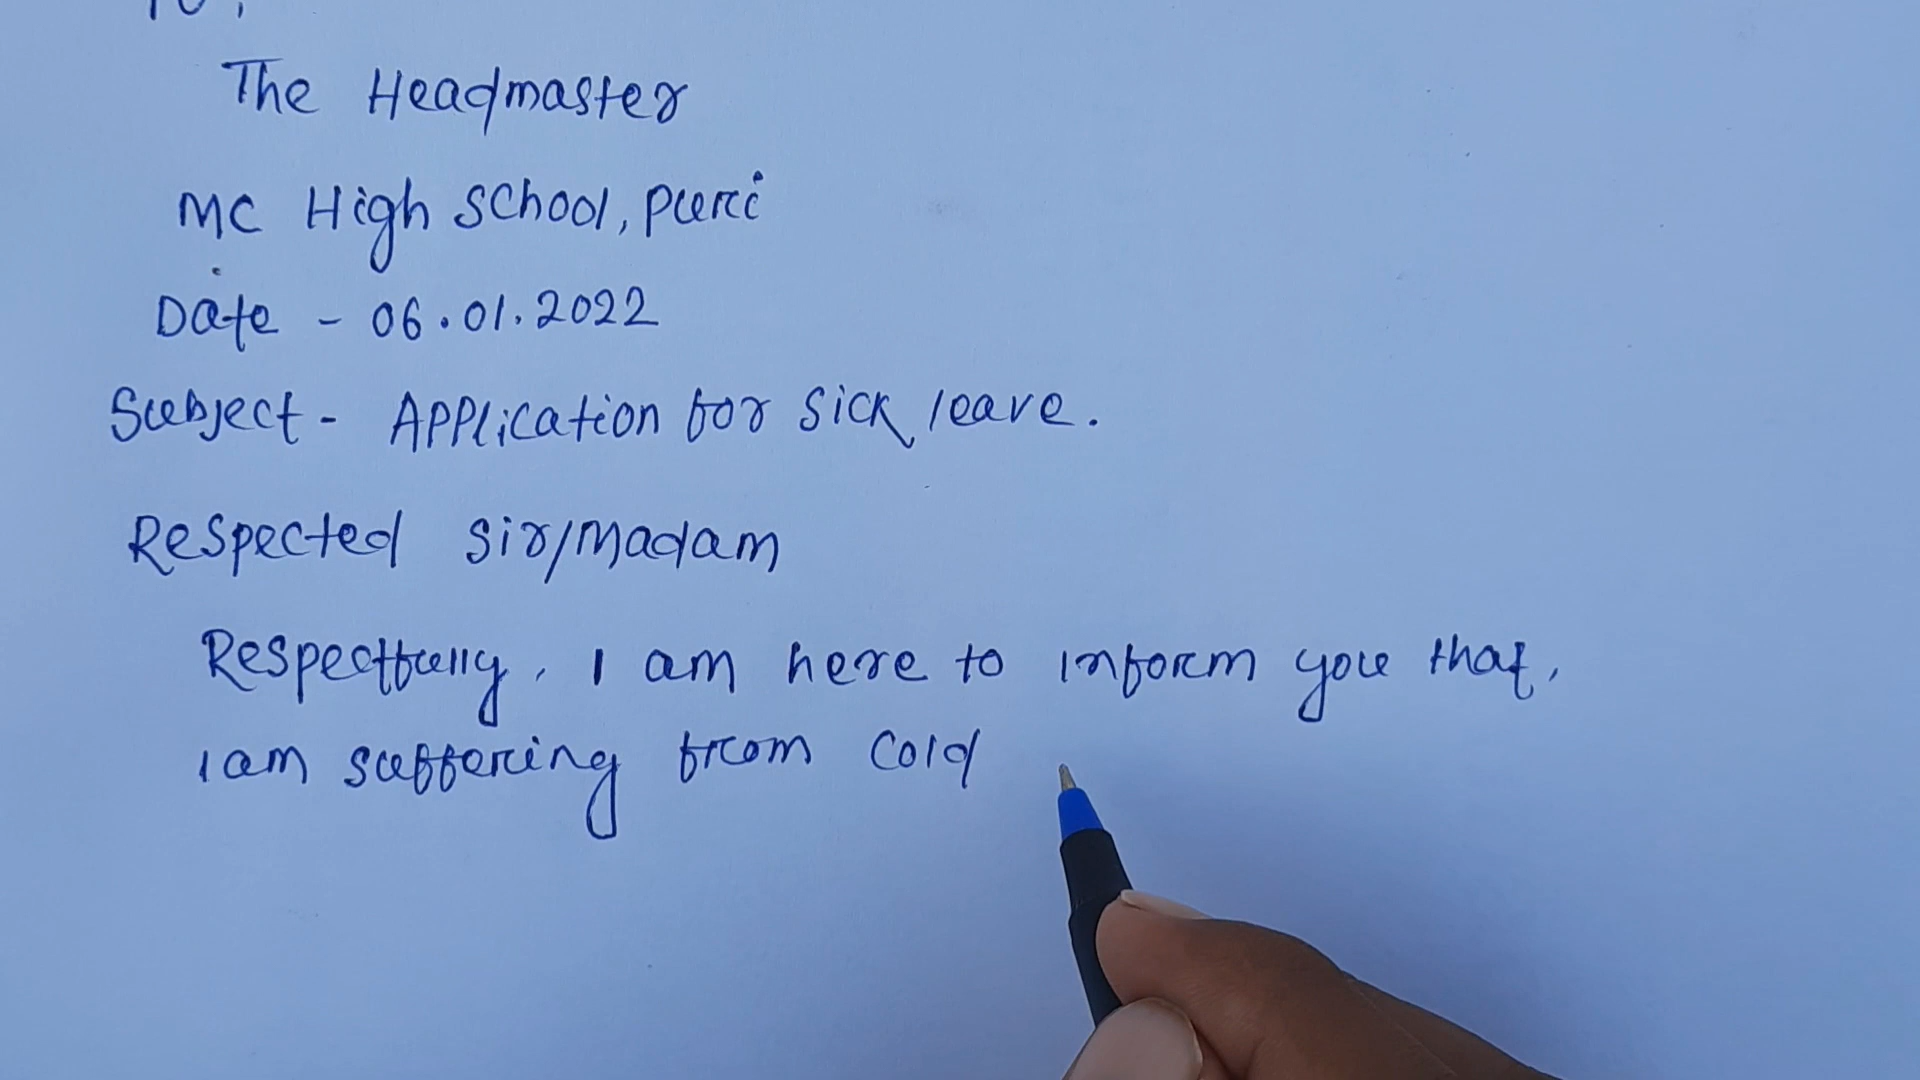 To,
The Headmaster
MC High School, Puri
Date - 06.01.2022
Subject - Application for sick leave.
Respected Sir/Madam
Respectfully, I am here to inform you that,
I am suffering from cold